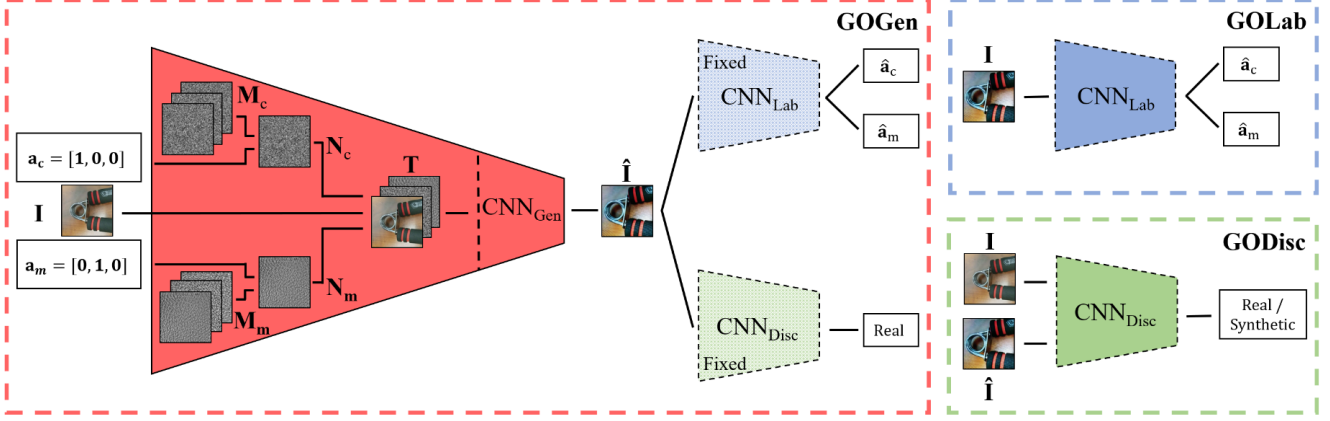 GOGen
a_c = [1, 0, 0]
I
a_m = [0, 1, 0]
M_c
N_c
T
N_m
M_m
CNN_Gen
Î
Fixed
CNN_Lab
â_c
â_m
CNN_Disc
Fixed
Real
GOLab
I
CNN_Lab
â_c
â_m
GODisc
I
Î
CNN_Disc
Real /
Synthetic